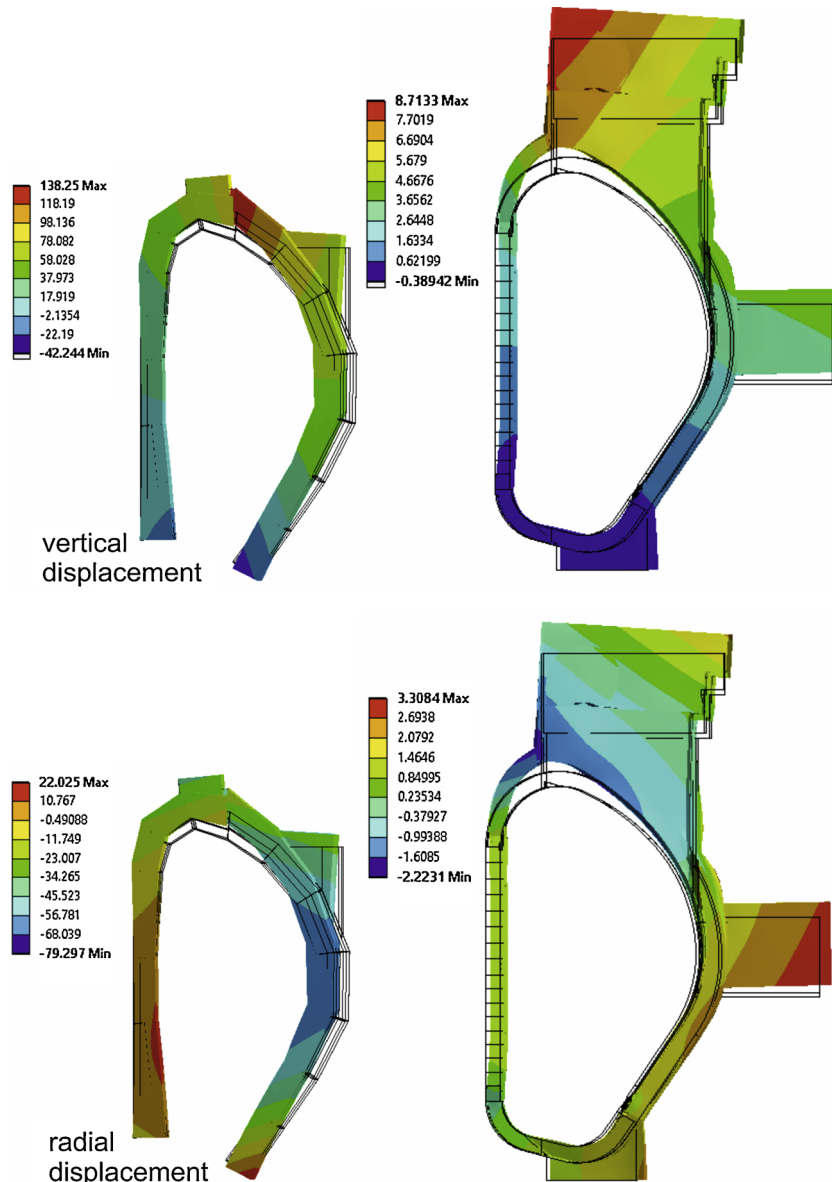 8.7133 Max
7.7019
6.6904
5.679
4.6676
3.6562
2.6448
1.6334
0.62199
-0.38942 Min
138.25 Max
118.19
98.136
78.082
58.028
37.973
17.919
-2.1354
-22.19
-42.244 Min
vertical
displacement
3.3084 Max
2.6938
2.0792
1.4646
0.84995
0.23534
-0.37927
-0.99388
-1.6085
-2.2231 Min
22.025 Max
10.767
-0.49088
-11.749
-23.007
-34.265
-45.523
-56.781
-68.039
-79.297 Min
radial
displacement